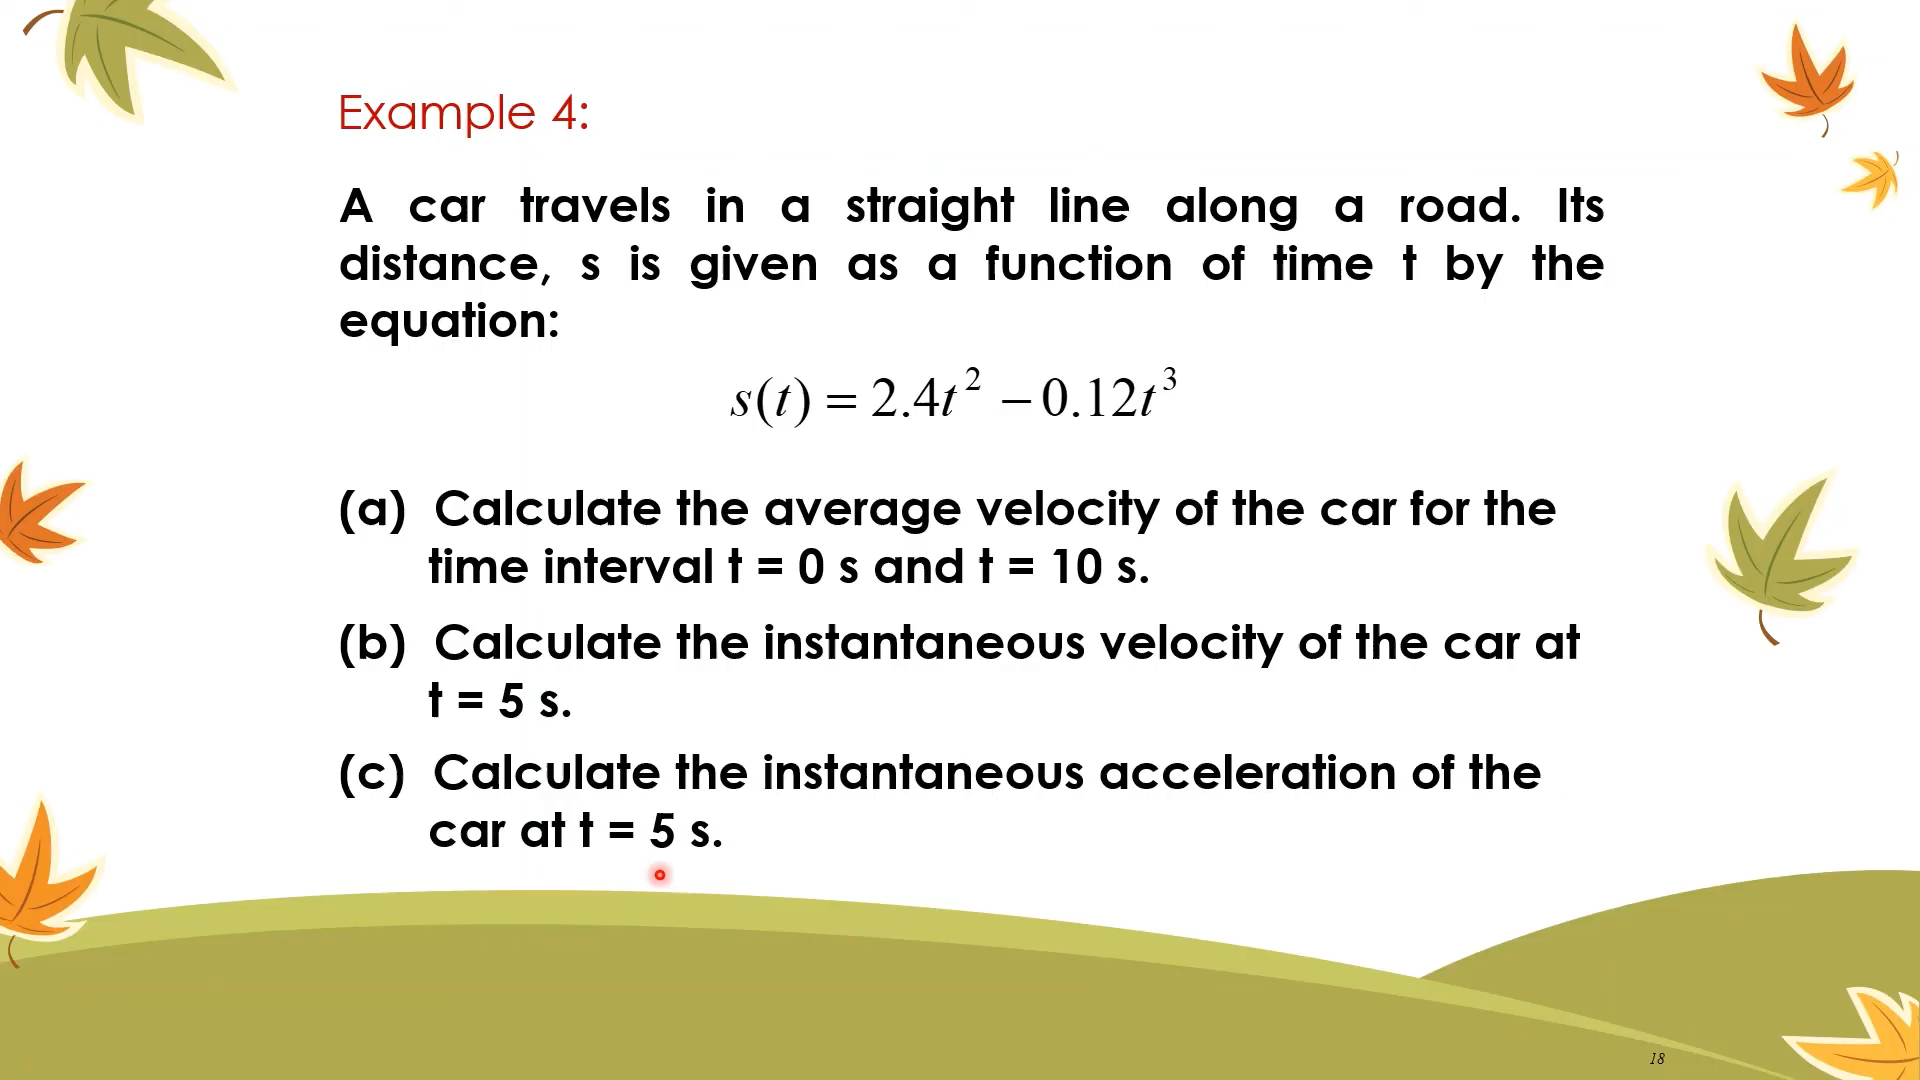 Example 4:
A car travels in a straight line along a road. Its
distance, s is given as a function of time t by the
equation:
s(t) = 2.4t² − 0.12t³
(a) Calculate the average velocity of the car for the
time interval t = 0 s and t = 10 s.
(b) Calculate the instantaneous velocity of the car at
t = 5 s.
(c) Calculate the instantaneous acceleration of the
car at t = 5 s.
18